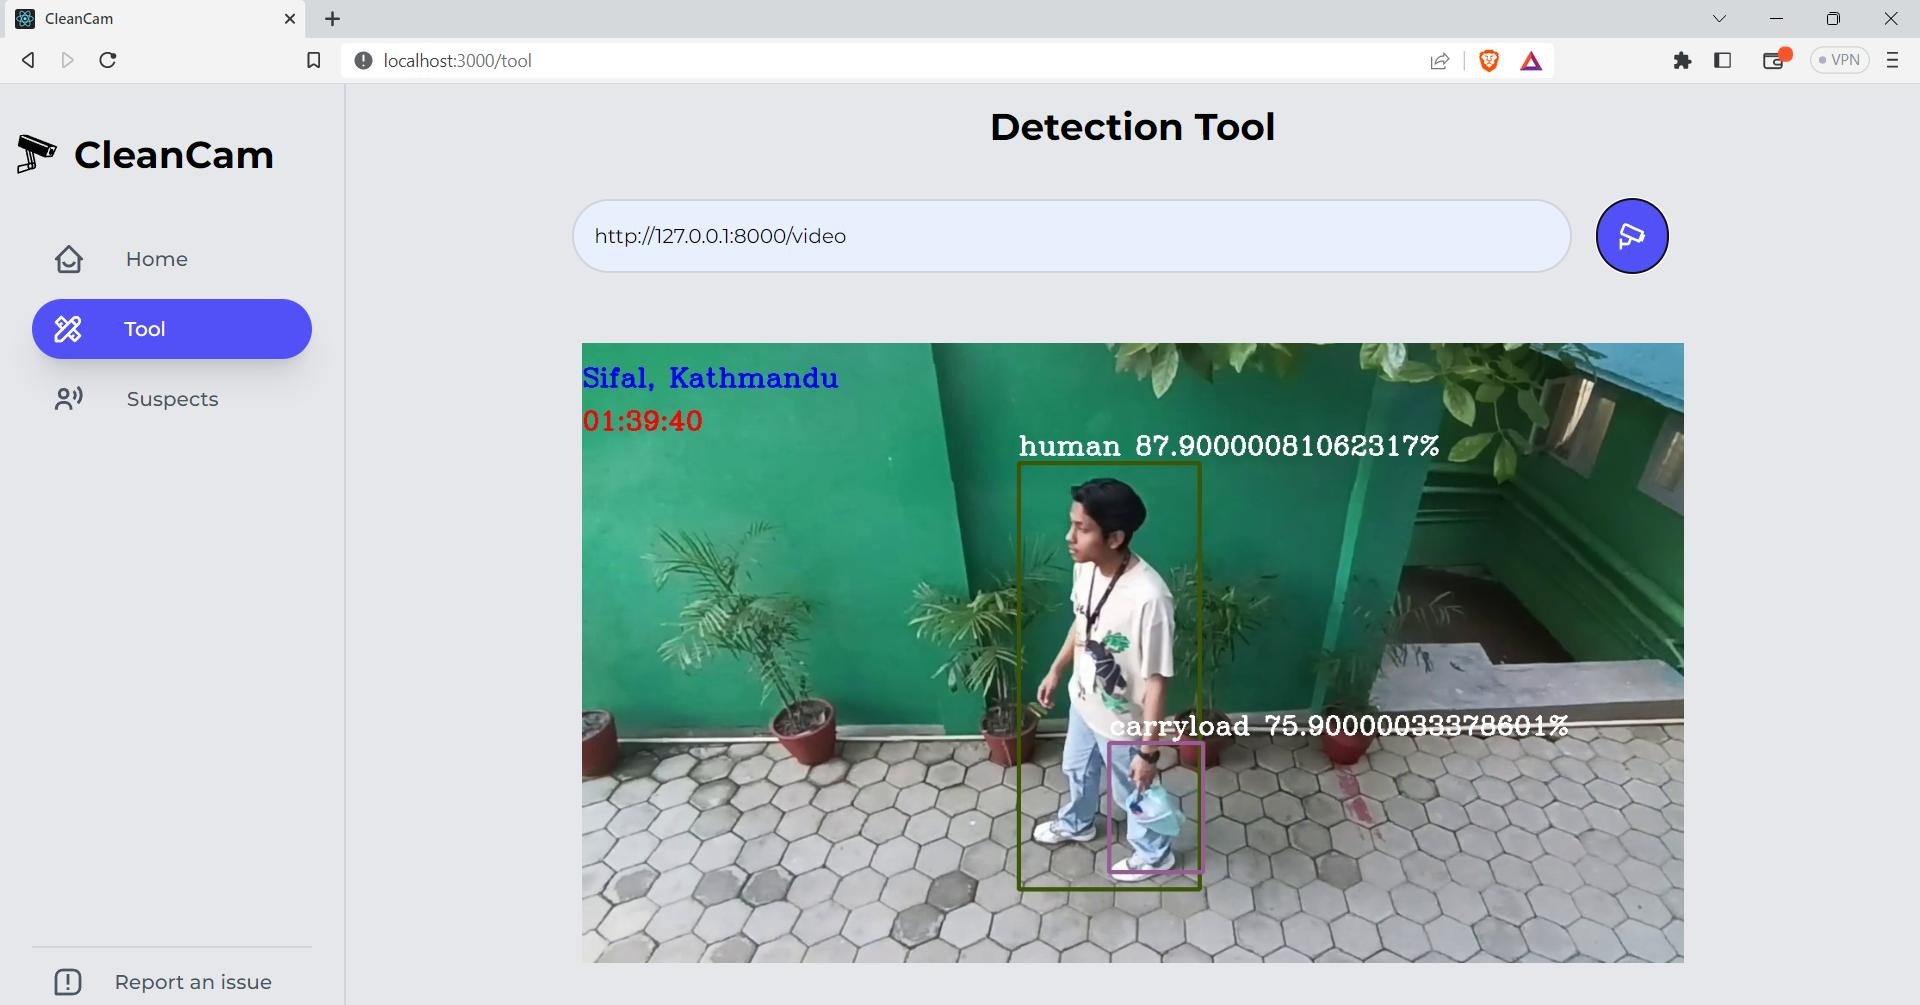 CleanCam
localhost:3000/tool
VPN
CleanCam
Home
Tool
Suspects
Report an issue
Detection Tool
http://127.0.0.1:8000/video
Sifal, Kathmandu
01:39:40
human 87.90000081062317%
carryload 75.90000033378601%